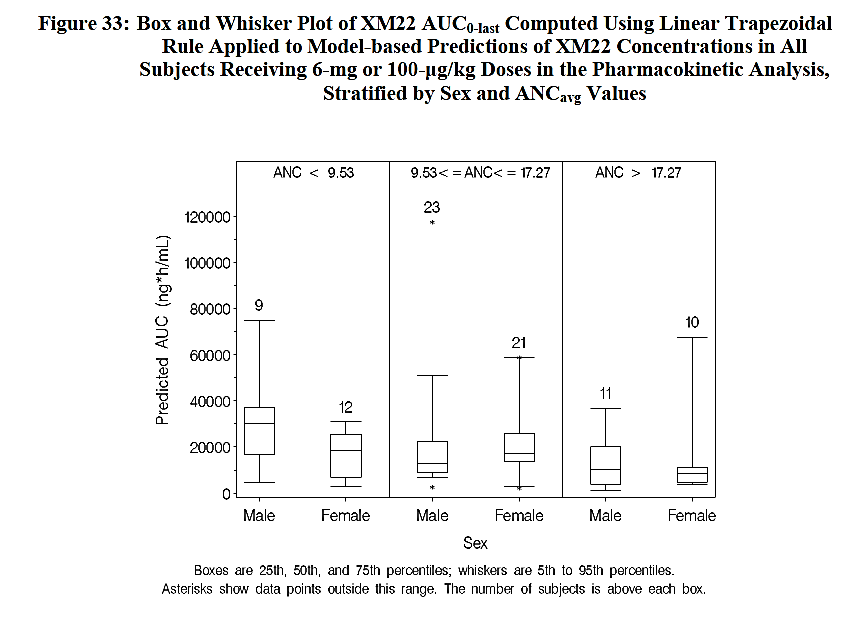 Figure 33: Box and Whisker Plot of XM22 AUC0-last Computed Using Linear Trapezoidal
Rule Applied to Model-based Predictions of XM22 Concentrations in All
Subjects Receiving 6-mg or 100-µg/kg Doses in the Pharmacokinetic Analysis,
Stratified by Sex and ANCavg Values
ANC < 9.53
9.53< = ANC< = 17.27
ANC > 17.27
Predicted AUC (ng*h/mL)
120000
100000
80000
60000
40000
20000
0
9
12
23
*
*
21
*
*
11
10
Male
Female
Male
Female
Male
Female
Sex
Boxes are 25th, 50th, and 75th percentiles; whiskers are 5th to 95th percentiles.
Asterisks show data points outside this range. The number of subjects is above each box.